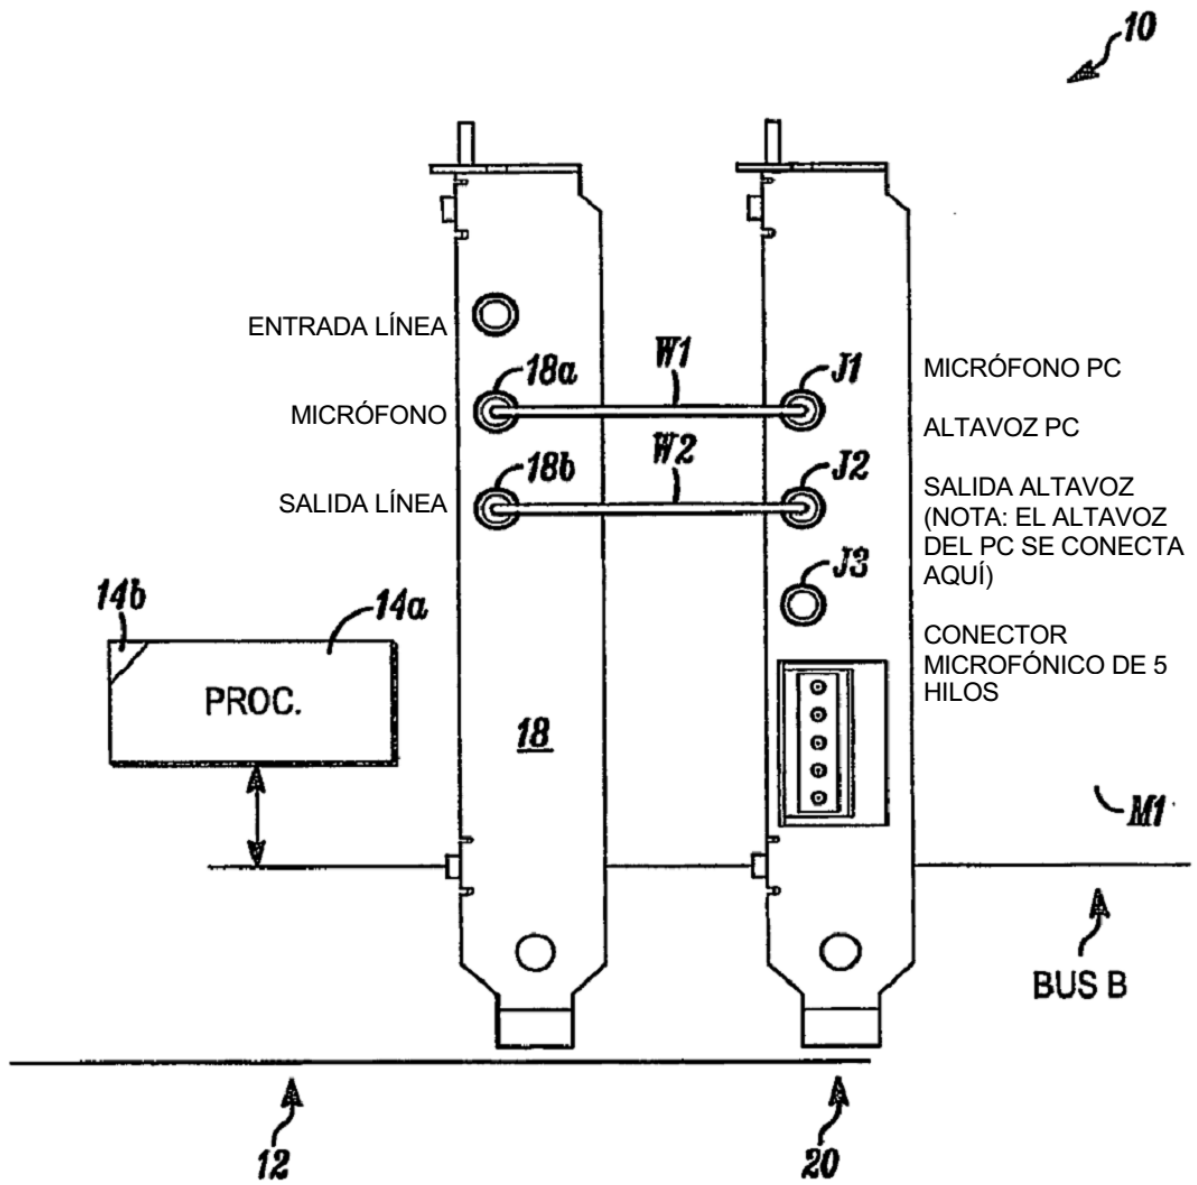 10
ENTRADA LÍNEA
18a
W1
J1
MICRÓFONO PC
MICRÓFONO
ALTAVOZ PC
18b
W2
J2
SALIDA LÍNEA
SALIDA ALTAVOZ
(NOTA: EL ALTAVOZ
DEL PC SE CONECTA
AQUÍ)
J3
14b
14a
CONECTOR
MICROFÓNICO DE 5
HILOS
PROC.
18
M1
BUS B
12
20